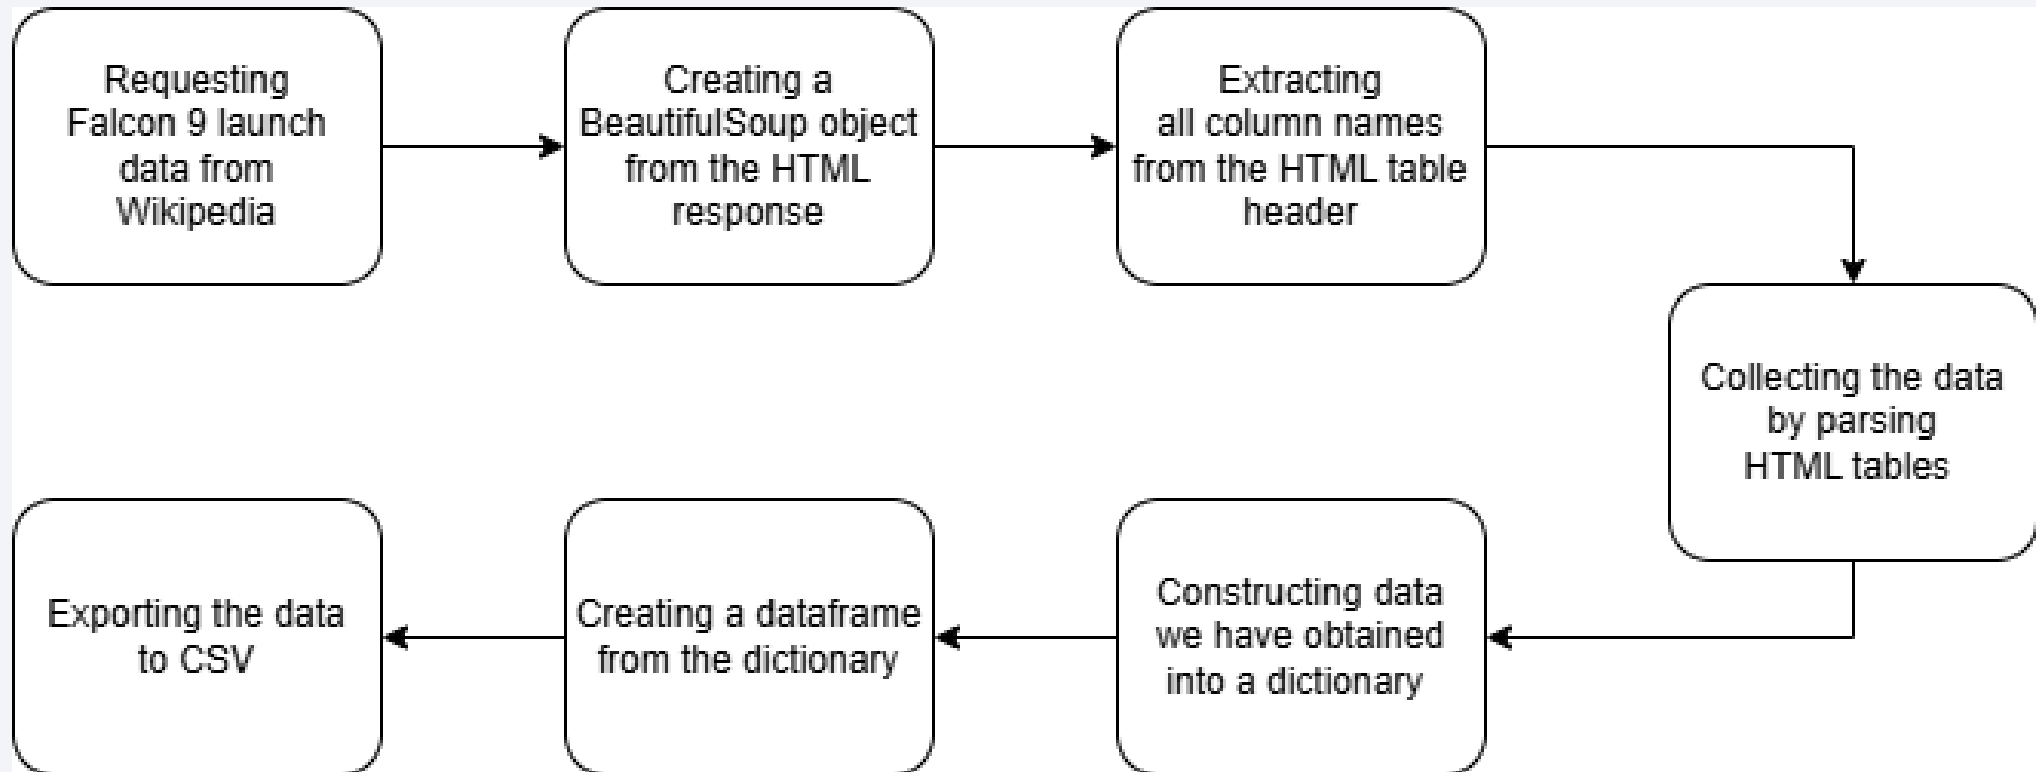 Requesting
Falcon 9 launch
data from
Wikipedia
Creating a
BeautifulSoup object
from the HTML
response
Extracting
all column names
from the HTML table
header
Collecting the data
by parsing
HTML tables
Constructing data
we have obtained
into a dictionary
Creating a dataframe
from the dictionary
Exporting the data
to CSV